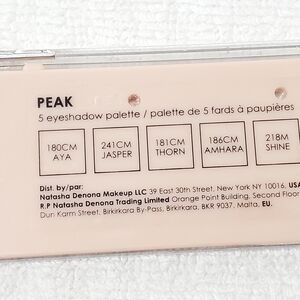 PEAK
5 eyeshadow palette / palette de 5 fards à paupières
180CM
AYA
241CM
JASPER
181CM
THORN
186CM
AMHARA
218M
SHINE
Dist. by/par:
Natasha Denona Makeup LLC 39 East 30th Street, New York NY 10016, USA
R.P Natasha Denona Trading Limited Orange Point Building, Second Floor
Dun Karm Street, Birkirkara By-Pass, Birkirkara, BKR 9037, Malta, EU.